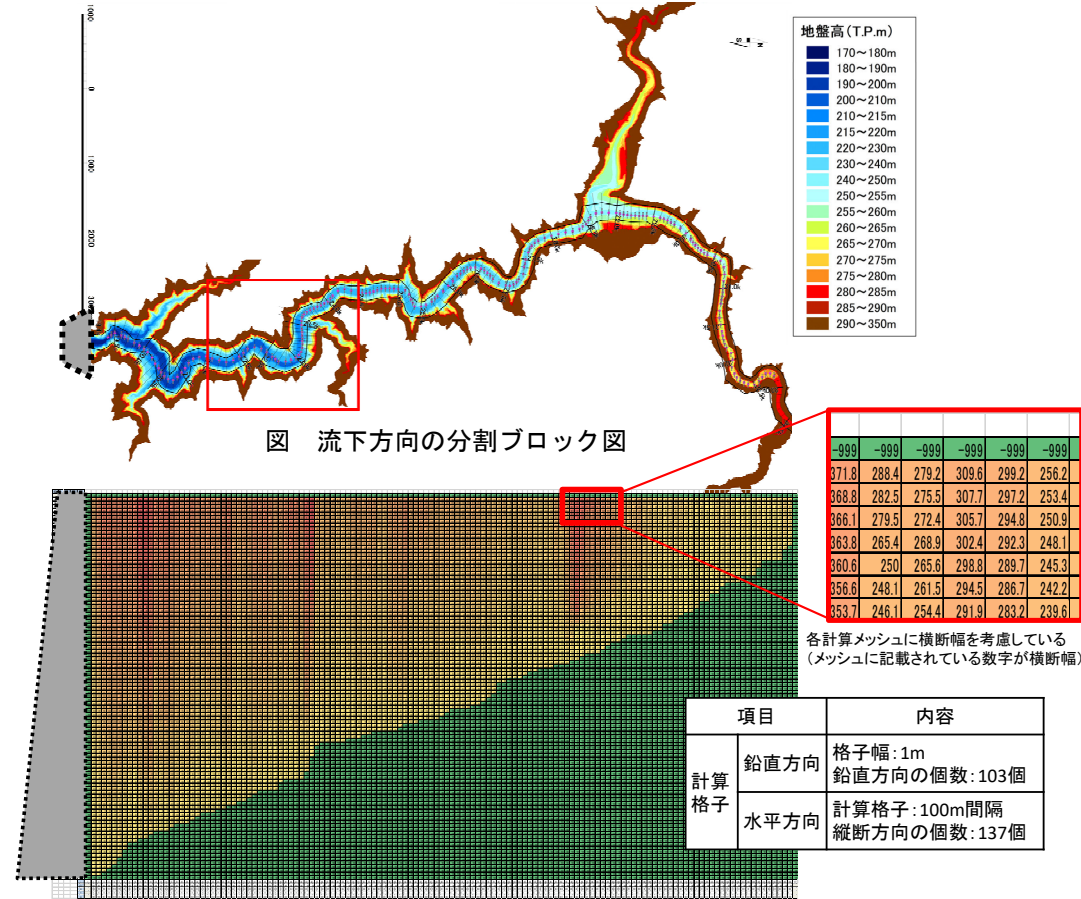 1000
0
1000
2000
S
N
地盤高(T.P.m)
170～180m
180～190m
190～200m
200～210m
210～215m
215～220m
220～230m
230～240m
240～250m
250～255m
255～260m
260～265m
265～270m
270～275m
275～280m
280～285m
285～290m
290～350m
図　流下方向の分割ブロック図
-999 -999 -999 -999 -999 -999
371.8 288.4 279.2 309.6 299.2 256.2
368.8 282.5 275.5 307.7 297.2 253.4
366.1 279.5 272.4 305.7 294.8 250.9
363.8 265.4 268.9 302.4 292.3 248.1
360.6 250 265.6 298.8 289.7 245.3
356.6 248.1 261.5 294.5 286.7 242.2
353.7 246.1 254.4 291.9 283.2 239.6
各計算メッシュに横断幅を考慮している
(メッシュに記載されている数字が横断幅)
項目 内容
計算格子
鉛直方向
格子幅：1m
鉛直方向の個数：103個
水平方向
計算格子：100m間隔
縦断方向の個数：137個